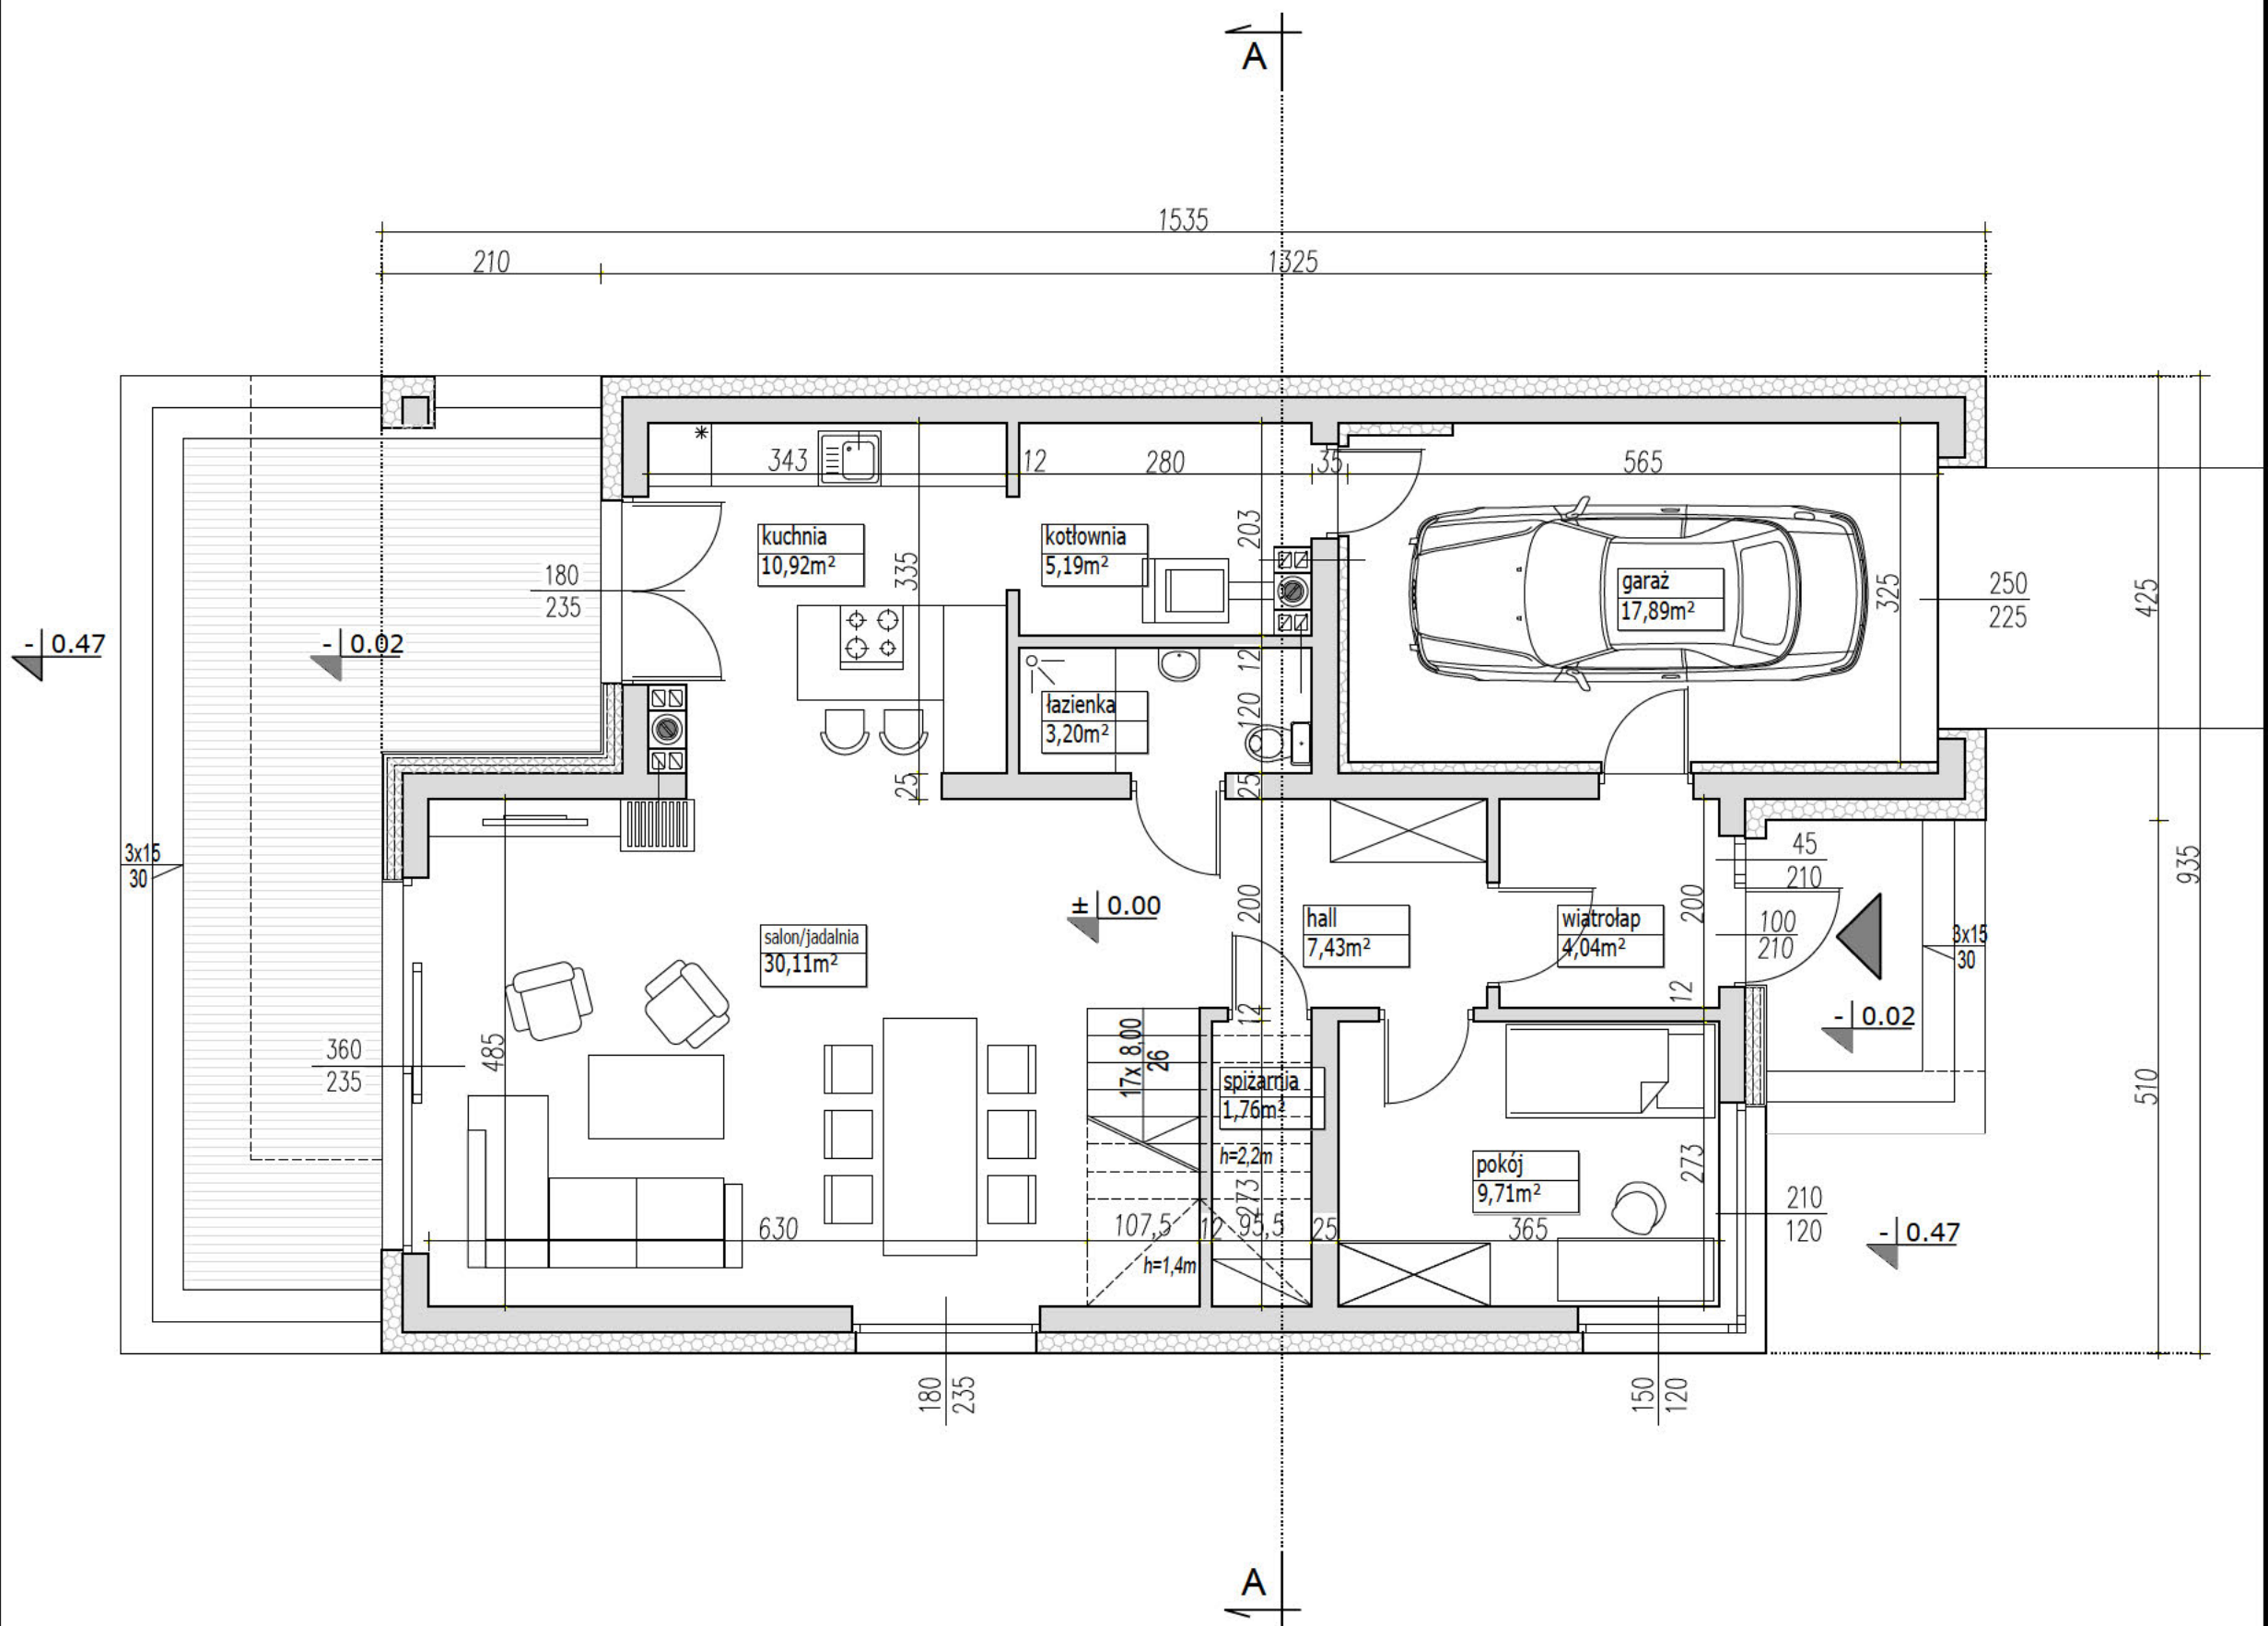 A
1535
210
1325
343
12
280
35
565
kuchnia
10,92m²
kotłownia
5,19m²
203
335
garaż
17,89m²
325
180
235
250
225
425
- 0.47
- 0.02
12
łazienka
3,20m²
120
25
25
3x15
30
45
210
935
± 0.00
200
hall
7,43m²
wiatrołap
4,04m²
200
100
210
3x15
30
salon/jadalnia
30,11m²
12
12
- 0.02
360
235
485
17x 8,00
26
spiżarnia
1,76m²
510
h=2,2m
273
pokój
9,71m²
273
210
120
- 0.47
630
107,5
12
95,5
25
365
h=1,4m
180
235
150
120
A